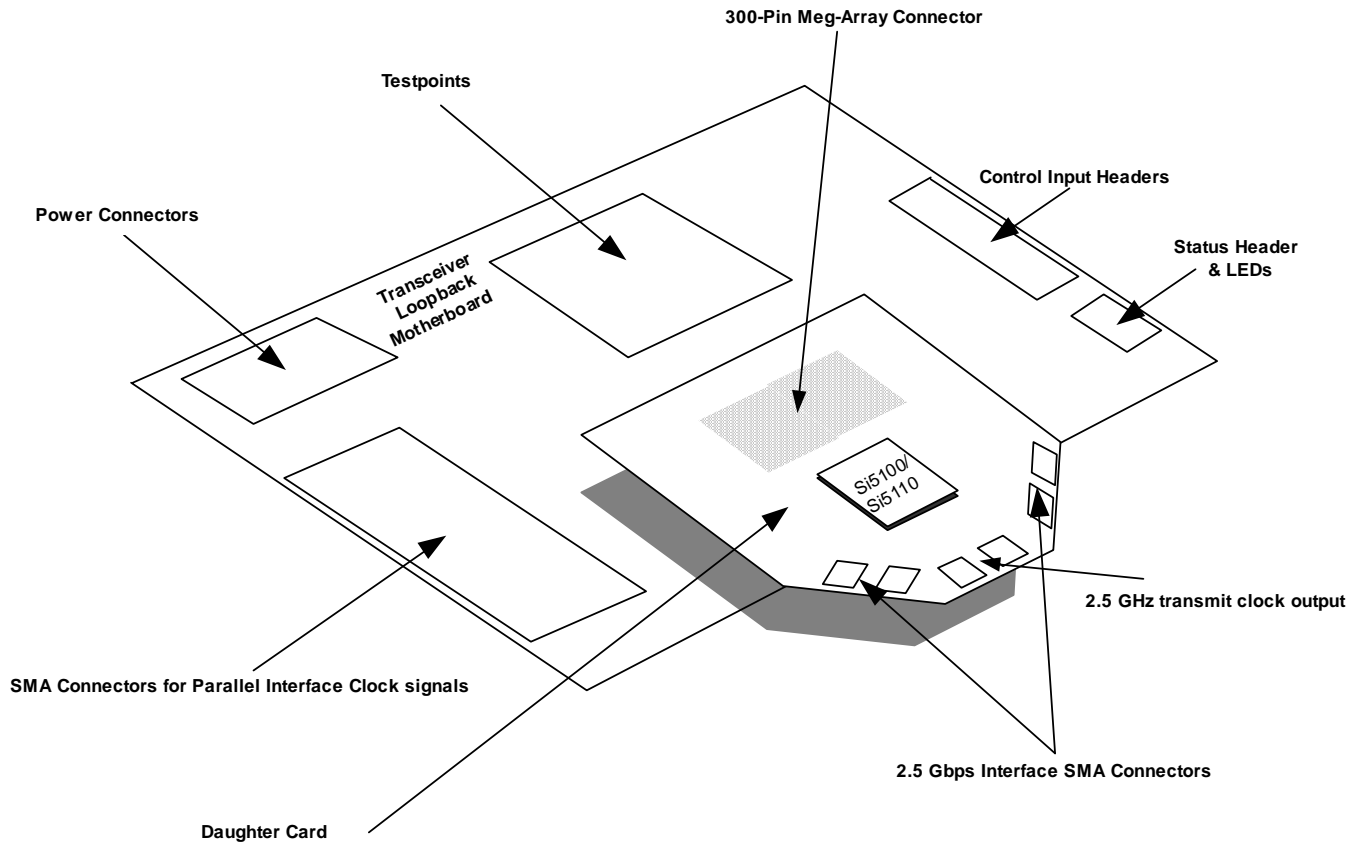 300-Pin Meg-Array Connector
Testpoints
Control Input Headers
Power Connectors
Status Header
& LEDs
Transceiver
Loopback
Motherboard
Si5100/
Si5110
2.5 GHz transmit clock output
SMA Connectors for Parallel Interface Clock signals
2.5 Gbps Interface SMA Connectors
Daughter Card